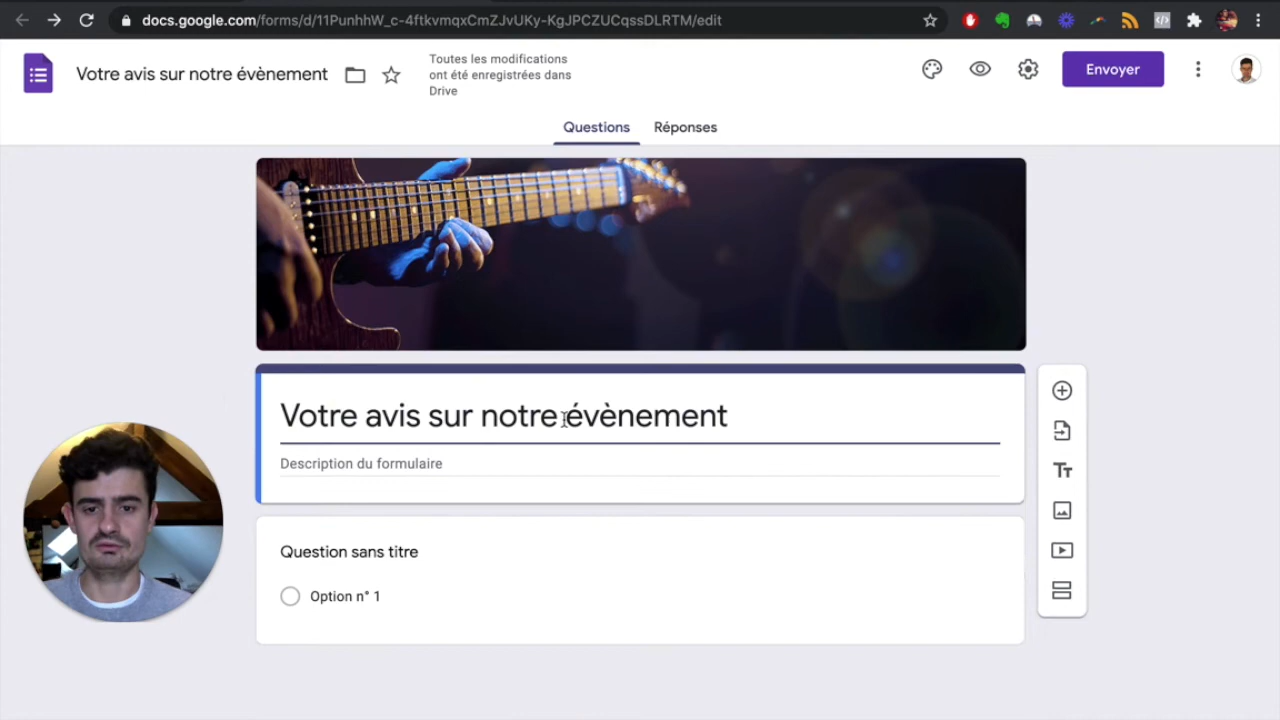 docs.google.com/forms/d/11PunhhW_c-4ftkvmqxCmZJvUKy-KgJPCZUCqssDLRTM/edit
Votre avis sur notre évènement
Toutes les modifications
ont été enregistrées dans
Drive
Envoyer
Questions
Réponses
Votre avis sur notre évènement
Description du formulaire
Question sans titre
Option n° 1